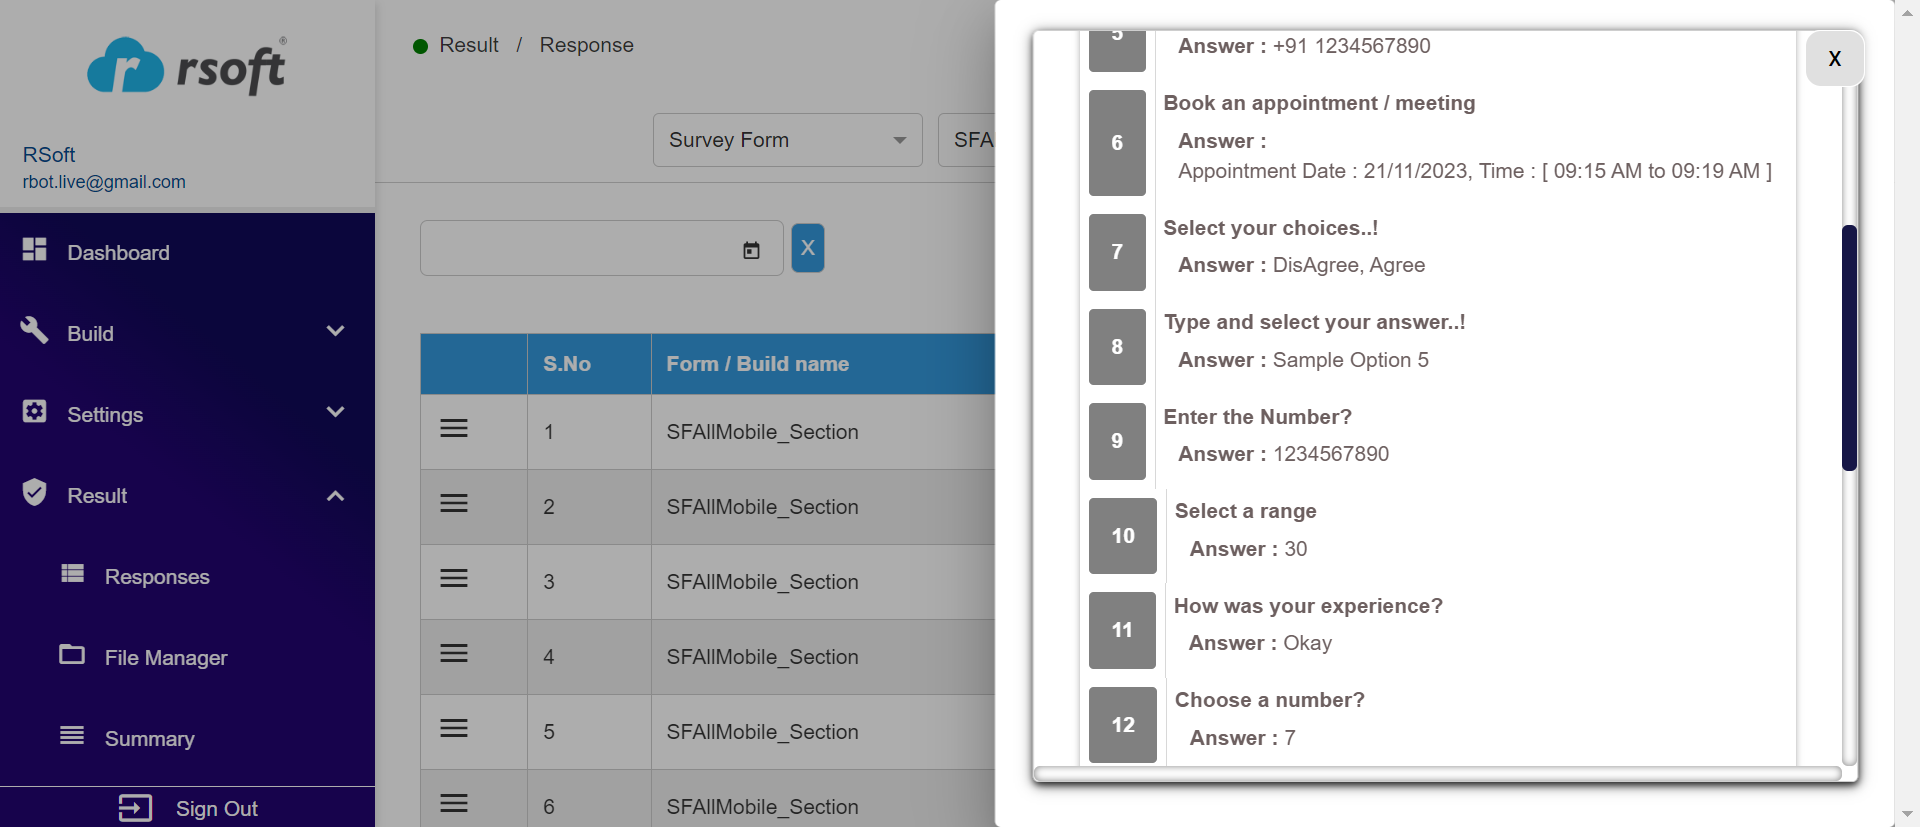 rsoft
®
RSoft
rbot.live@gmail.com
Dashboard
Build
Settings
Result
Responses
File Manager
Summary
Sign Out
Result / Response
Survey Form
SFA
X
S.No Form / Build name
1 SFAllMobile_Section
2 SFAllMobile_Section
3 SFAllMobile_Section
4 SFAllMobile_Section
5 SFAllMobile_Section
6 SFAllMobile_Section
X
5
Answer : +91 1234567890
6
Book an appointment / meeting
Answer :
Appointment Date : 21/11/2023, Time : [ 09:15 AM to 09:19 AM ]
7
Select your choices..!
Answer : DisAgree, Agree
8
Type and select your answer..!
Answer : Sample Option 5
9
Enter the Number?
Answer : 1234567890
10
Select a range
Answer : 30
11
How was your experience?
Answer : Okay
12
Choose a number?
Answer : 7